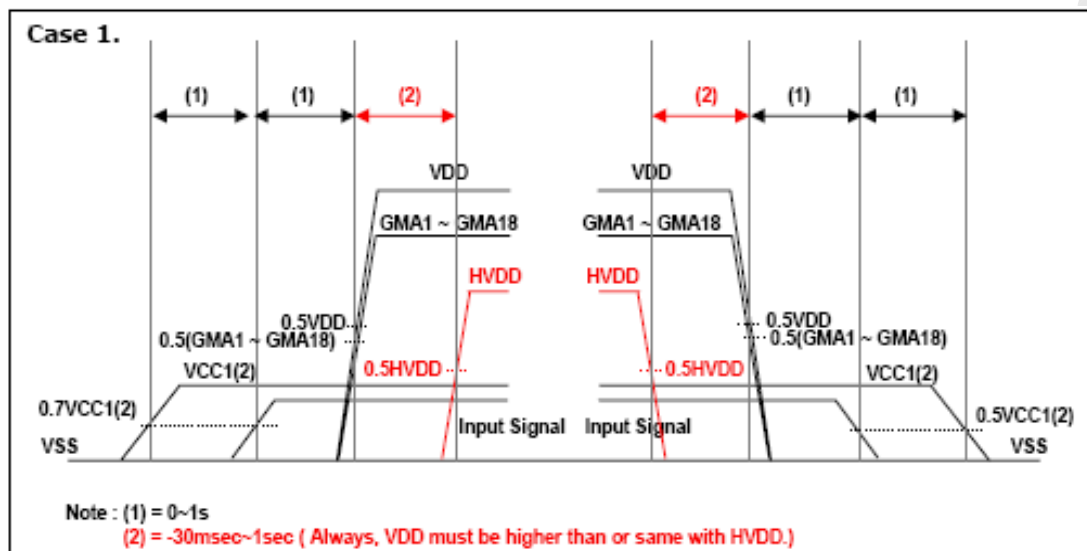 Case 1.
(1) (1) (2) (2) (1) (1)
VDD VDD
GMA1 ~ GMA18 GMA1 ~ GMA18
HVDD HVDD
0.5VDD 0.5VDD
0.5(GMA1 ~ GMA18) 0.5(GMA1 ~ GMA18)
VCC1(2) 0.5HVDD 0.5HVDD VCC1(2)
0.7VCC1(2) 0.5VCC1(2)
Input Signal Input Signal
VSS VSS
Note : (1) = 0~1s
(2) = -30msec~1sec ( Always, VDD must be higher than or same with HVDD.)